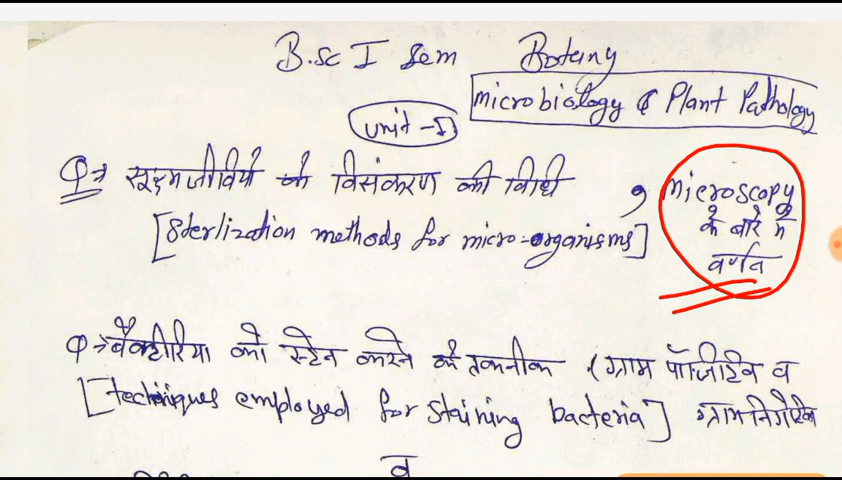 B.sc I sem Botany
microbiology & Plant Pathology
Unit-I
Q→ सूक्ष्मजीवियों के विसंकरण की विधि , microscopy
के बारे में
वर्णन
[Sterlization methods for micro-organisms]
Q→ बैक्टीरिया को स्टेन करने के तकनीक (ग्राम पॉजिटिव व
[techniques employed for staining bacteria] ग्राम निगेटिव
व